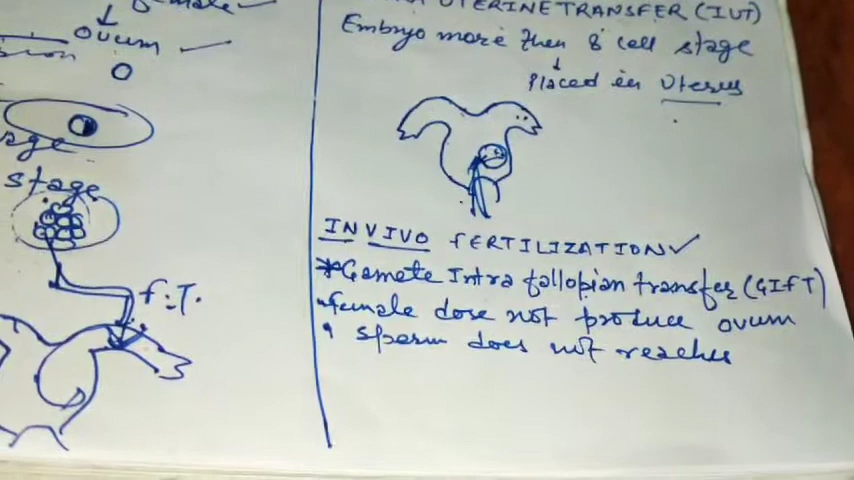 male
Ovum
stage
f.T.
UTERINE TRANSFER (IUT)
Embryo more then 8 cell stage
Placed in Uterus
INVIVO FERTILIZATION
*Gamete Intra fallopian transfer (GIFT)
female dose not produce ovum
sperm does not reaches